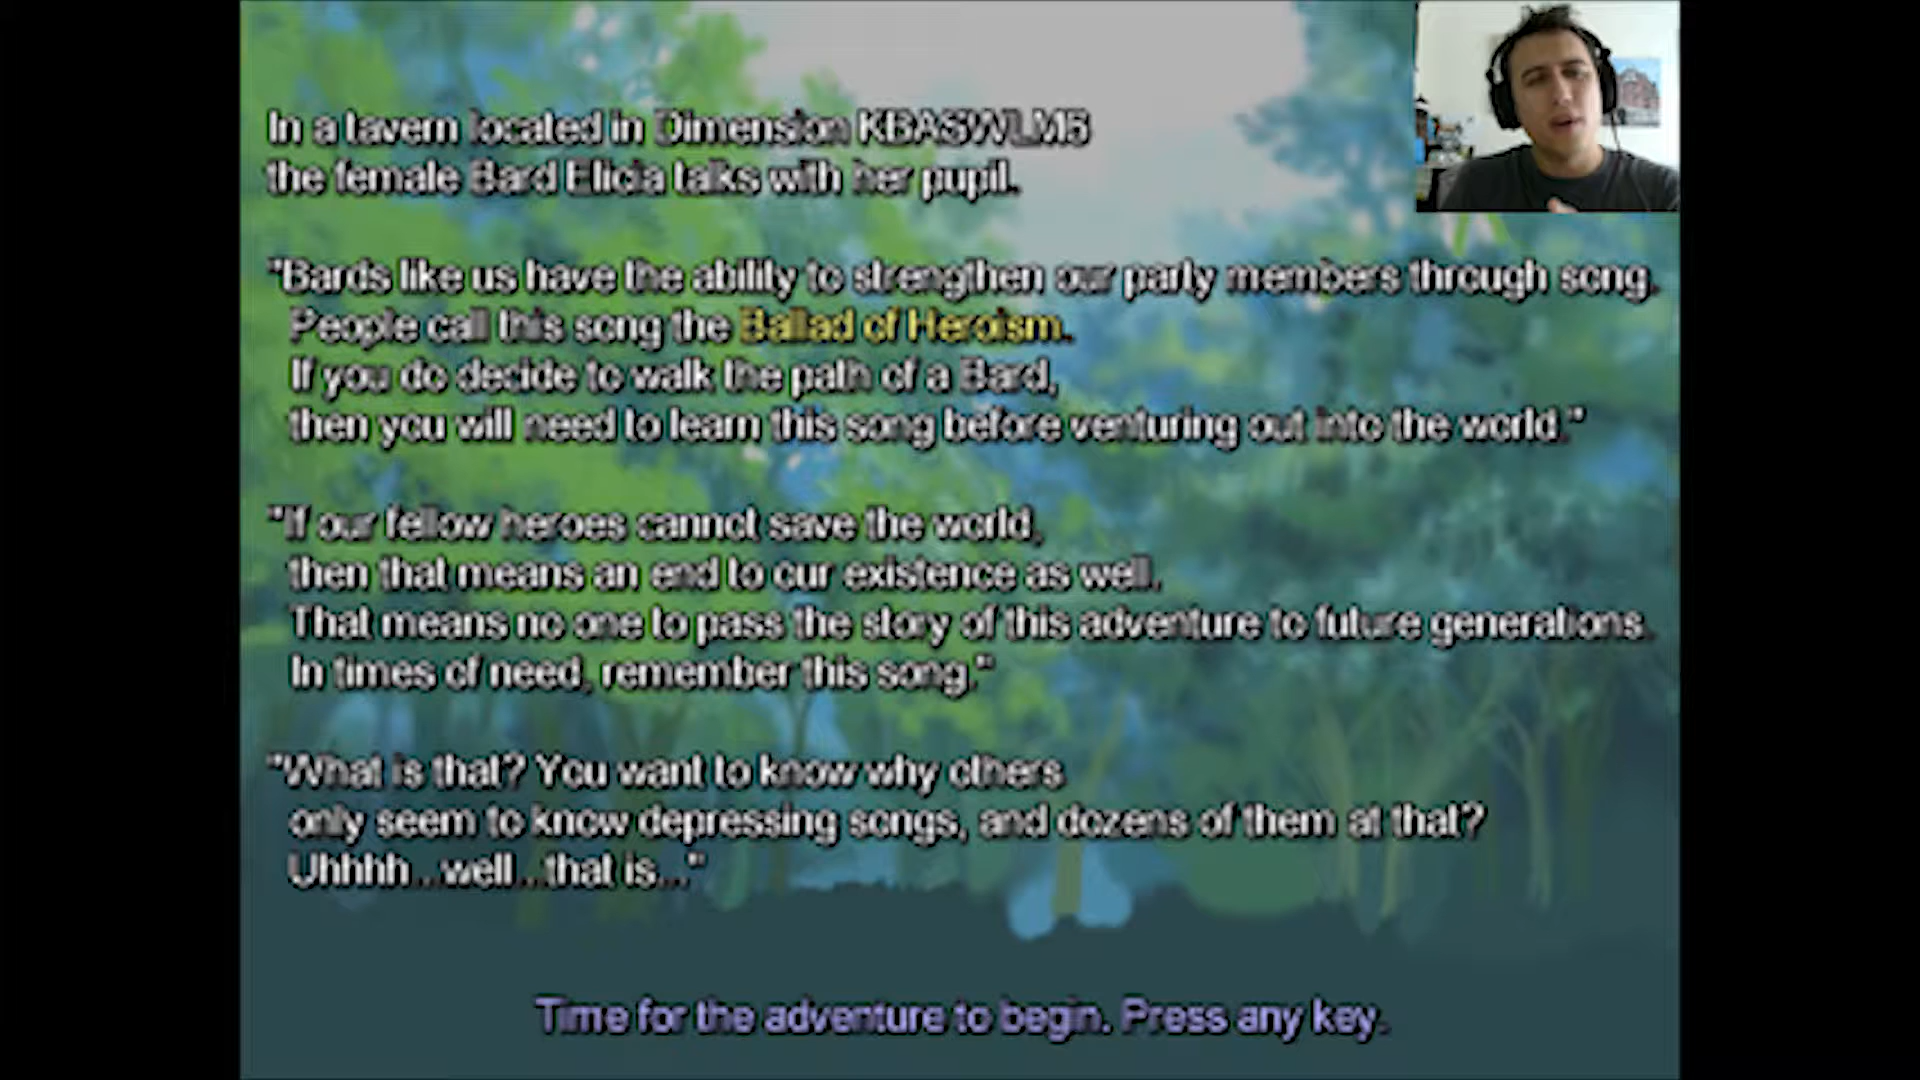 In a tavern located in Dimension KBASWLM5
the female Bard Elicia talks with her pupil.
"Bards like us have the ability to strengthen our party members through song.
People call this song the Ballad of Heroism.
If you do decide to walk the path of a Bard,
then you will need to learn this song before venturing out into the world."
"If our fellow heroes cannot save the world,
then that means an end to our existence as well.
That means no one to pass the story of this adventure to future generations.
In times of need, remember this song."
"What is that? You want to know why others
only seem to know depressing songs, and dozens of them at that?
Uhhhh...well...that is..."
Time for the adventure to begin. Press any key.